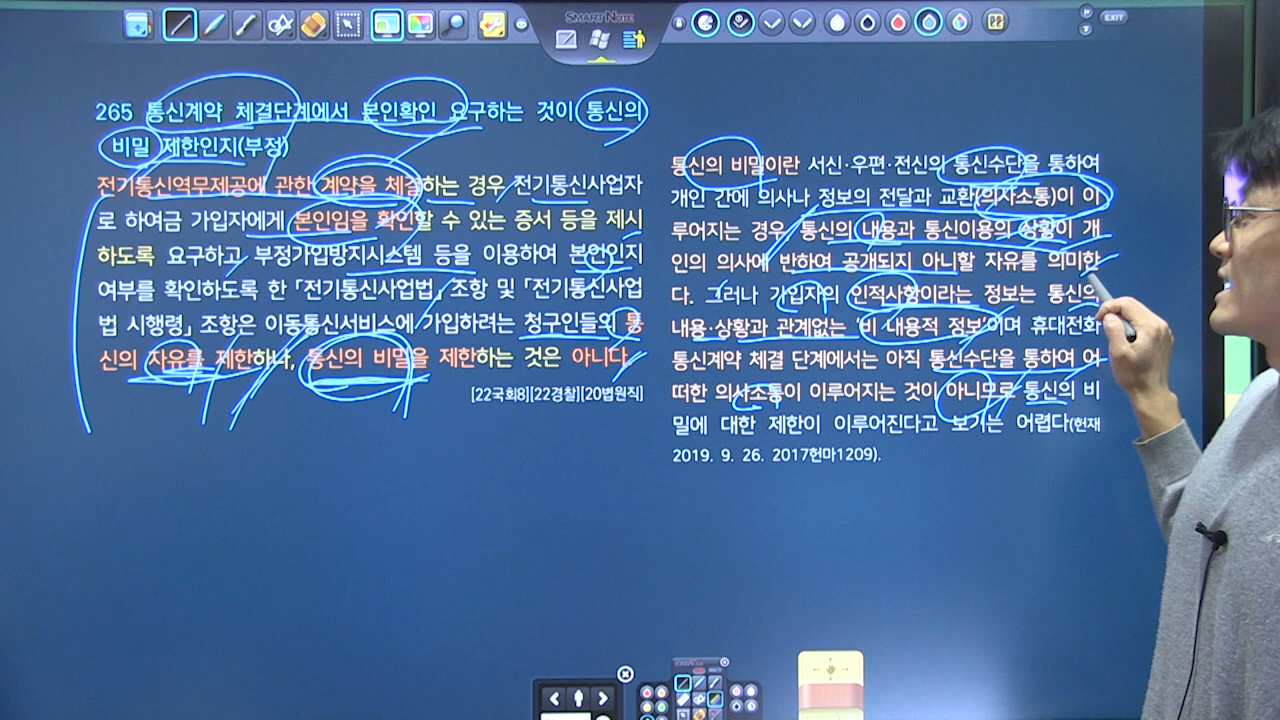 SMART NOTE
EXIT
265 통신계약 체결단계에서 본인확인 요구하는 것이 통신의
비밀 제한인지(부정)
전기통신역무제공에 관한 계약을 체결하는 경우 전기통신사업자
로 하여금 가입자에게 본인임을 확인할 수 있는 증서 등을 제시
하도록 요구하고 부정가입방지시스템 등을 이용하여 본인인지
여부를 확인하도록 한 「전기통신사업법」 조항 및 「전기통신사업
법 시행령」 조항은 이동통신서비스에 가입하려는 청구인들의 통
신의 자유를 제한하나, 통신의 비밀을 제한하는 것은 아니다.
[22국회8][22경찰][20법원직]
통신의 비밀이란 서신·우편·전신의 통신수단을 통하여
개인 간에 의사나 정보의 전달과 교환(의사소통)이 이
루어지는 경우 통신의 내용과 통신이용의 상황이 개
인의 의사에 반하여 공개되지 아니할 자유를 의미한
다. 그러나 가입자의 인적사항이라는 정보는 통신의
내용·상황과 관계없는 '비 내용적 정보'이며 휴대전화
통신계약 체결 단계에서는 아직 통신수단을 통하여 어
떠한 의사소통이 이루어지는 것이 아니므로 통신의 비
밀에 대한 제한이 이루어진다고 보기는 어렵다(헌재
2019. 9. 26. 2017헌마1209).